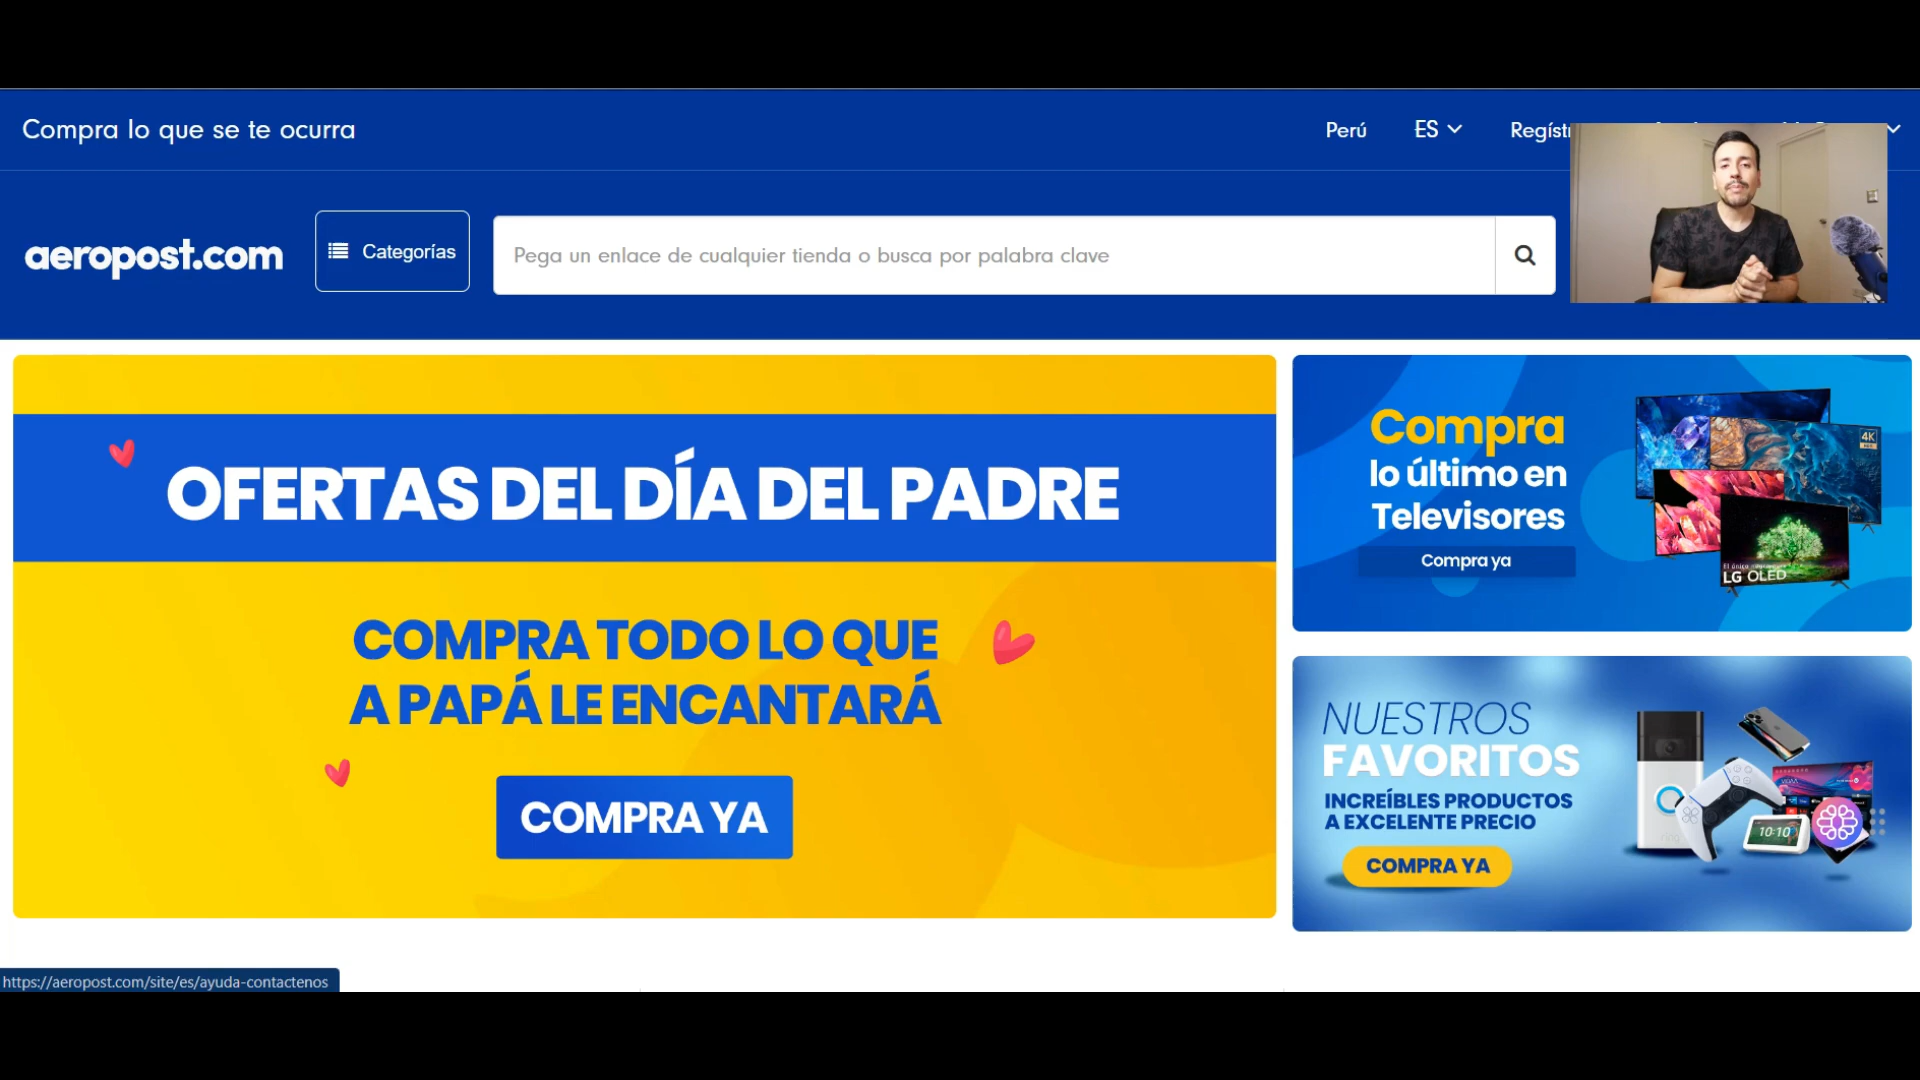 Compra lo que se te ocurra
Perú
ES
aeropost.com
Categorías
Pega un enlace de cualquier tienda o busca por palabra clave
OFERTAS DEL DÍA DEL PADRE
COMPRA TODO LO QUE
A PAPÁ LE ENCANTARÁ
COMPRA YA
Compra
lo último en
Televisores
Compra ya
4K
LG OLED
NUESTROS
FAVORITOS
INCREÍBLES PRODUCTOS
A EXCELENTE PRECIO
COMPRA YA
ring
10:10
https://aeropost.com/site/es/ayuda-contactenos